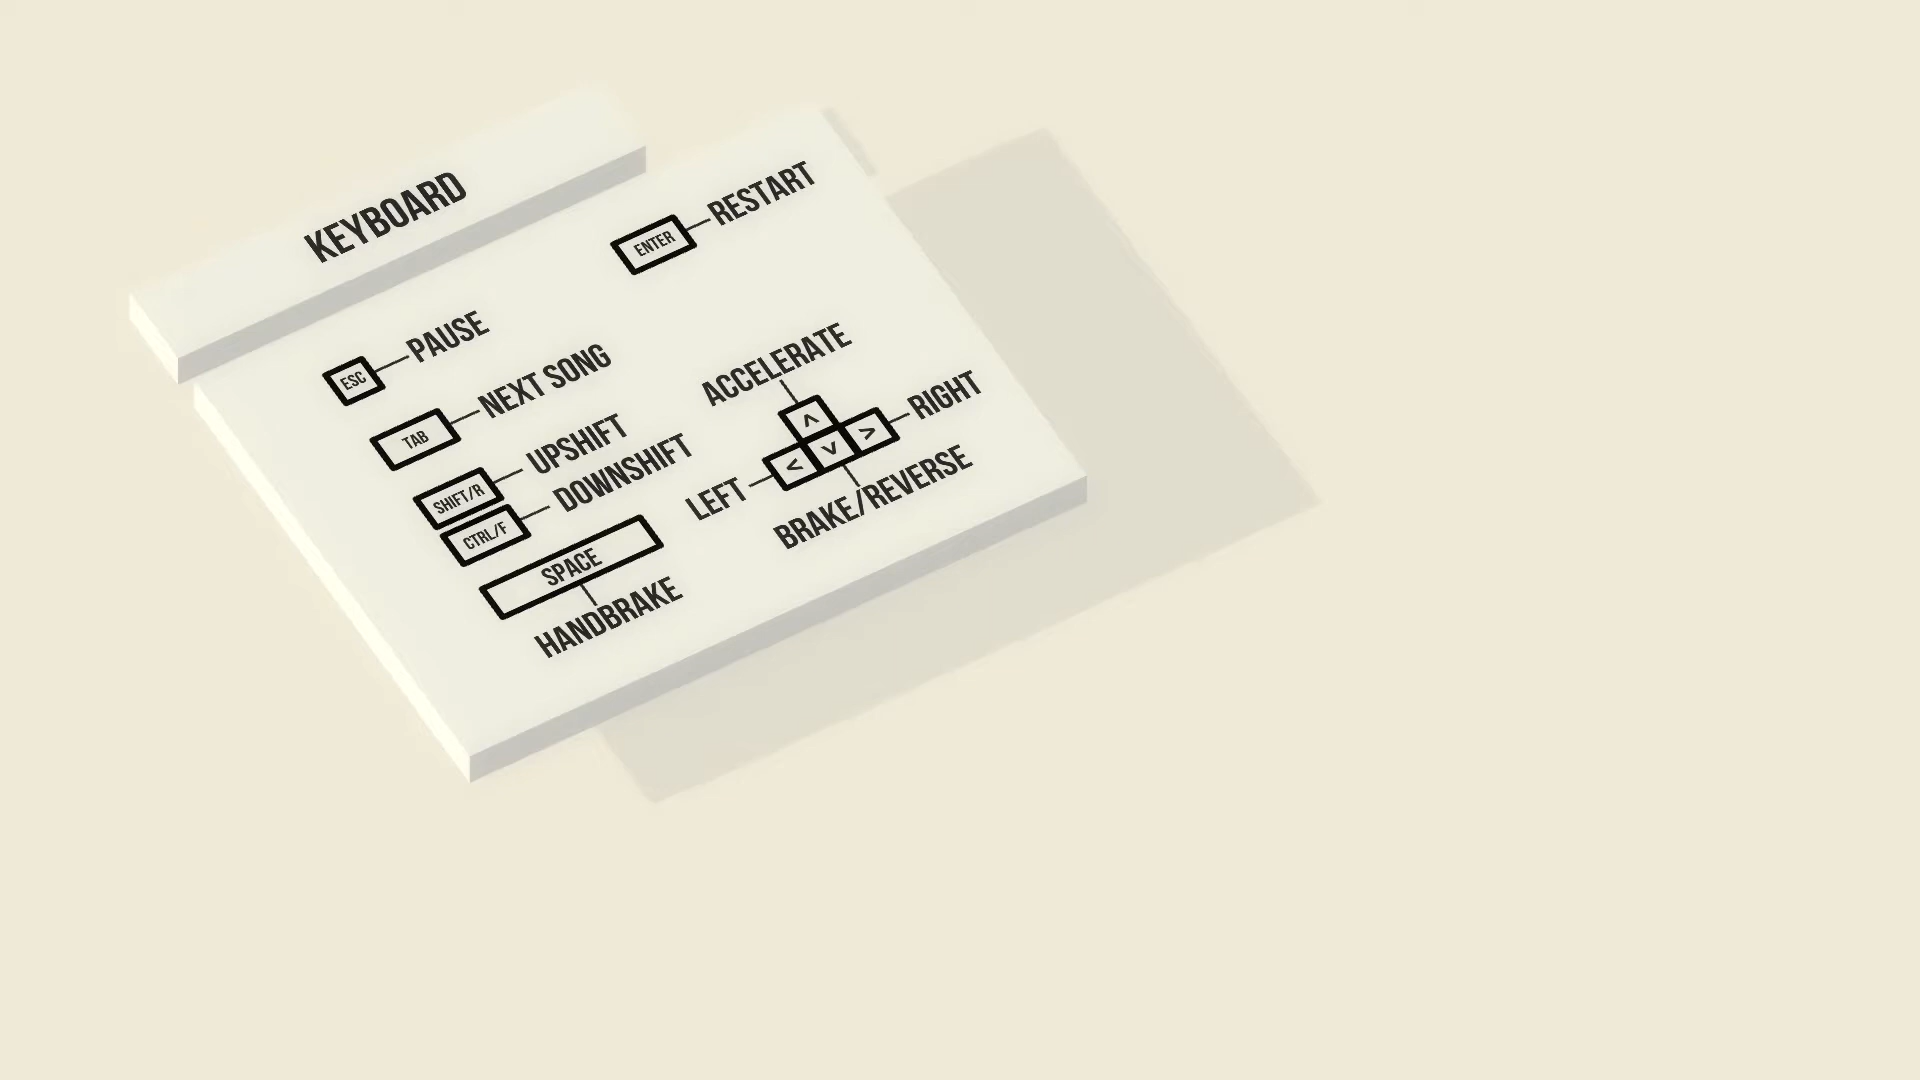 KEYBOARD
ENTER
RESTART
ESC
PAUSE
TAB
NEXT SONG
SHIFT/R
UPSHIFT
CTRL/F
DOWNSHIFT
SPACE
HANDBRAKE
ACCELERATE
^
< v >
LEFT
RIGHT
BRAKE/REVERSE